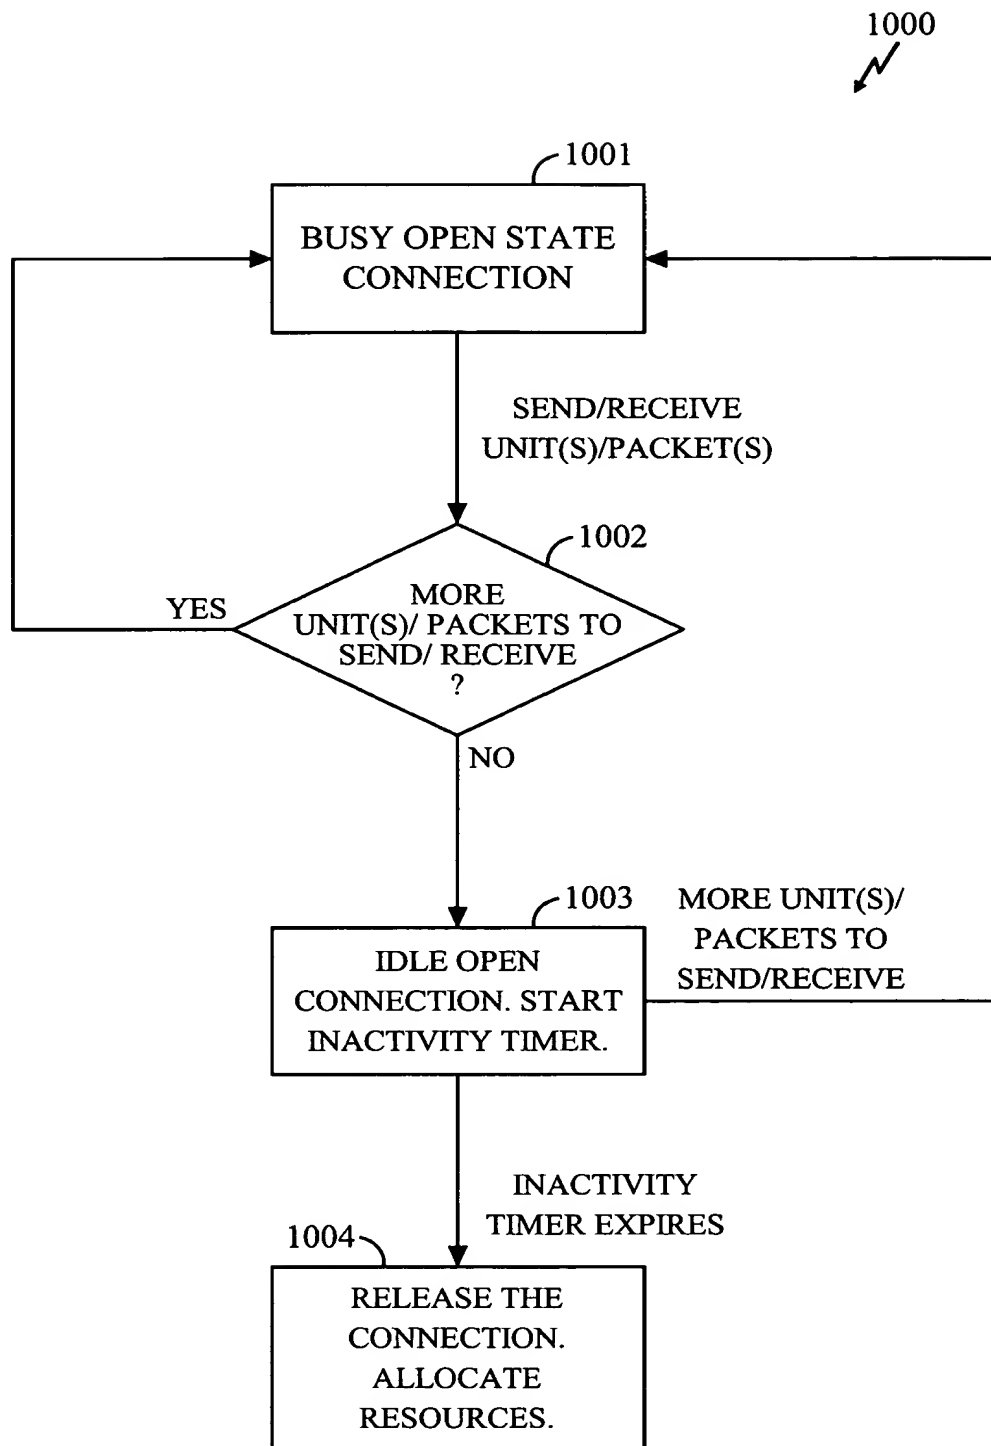 1000
1001
BUSY OPEN STATE
CONNECTION
SEND/RECEIVE
UNIT(S)/PACKET(S)
1002
MORE
UNIT(S)/ PACKETS TO
SEND/ RECEIVE
?
YES
NO
1003
IDLE OPEN
CONNECTION. START
INACTIVITY TIMER.
MORE UNIT(S)/
PACKETS TO
SEND/RECEIVE
INACTIVITY
TIMER EXPIRES
1004
RELEASE THE
CONNECTION.
ALLOCATE
RESOURCES.